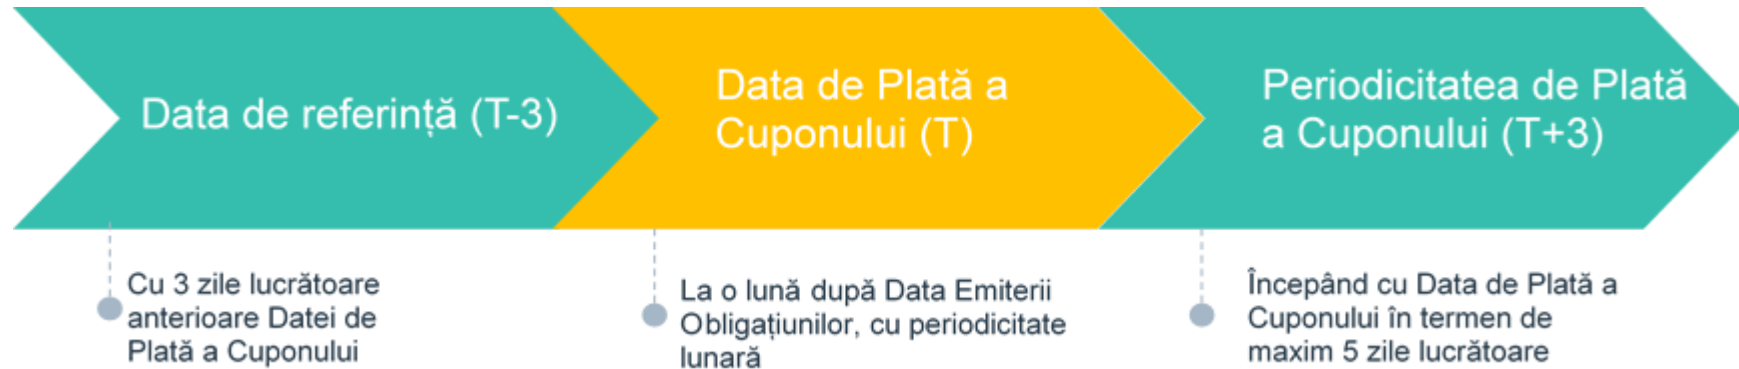 Data de referință (T-3)
Data de Plată a
Cuponului (T)
Periodicitatea de Plată
a Cuponului (T+3)
Cu 3 zile lucrătoare
anterioare Datei de
Plată a Cuponului
La o lună după Data Emiterii
Obligațiunilor, cu periodicitate
lunară
Începând cu Data de Plată a
Cuponului în termen de
maxim 5 zile lucrătoare